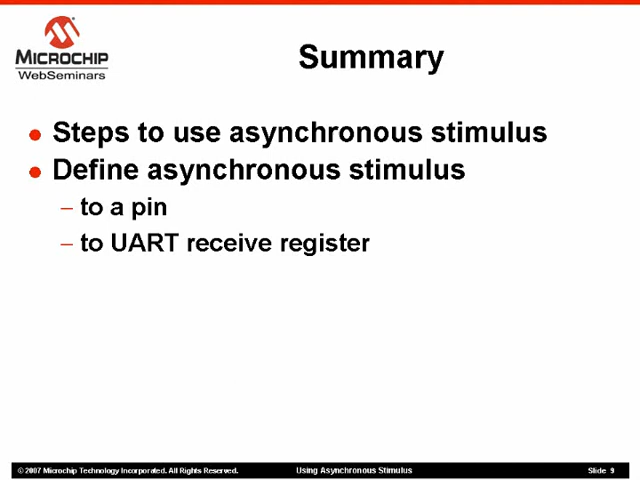 MICROCHIP
WebSeminars
Summary
● Steps to use asynchronous stimulus
● Define asynchronous stimulus
– to a pin
– to UART receive register
© 2007 Microchip Technology Incorporated. All Rights Reserved.
Using Asynchronous Stimulus
Slide 9